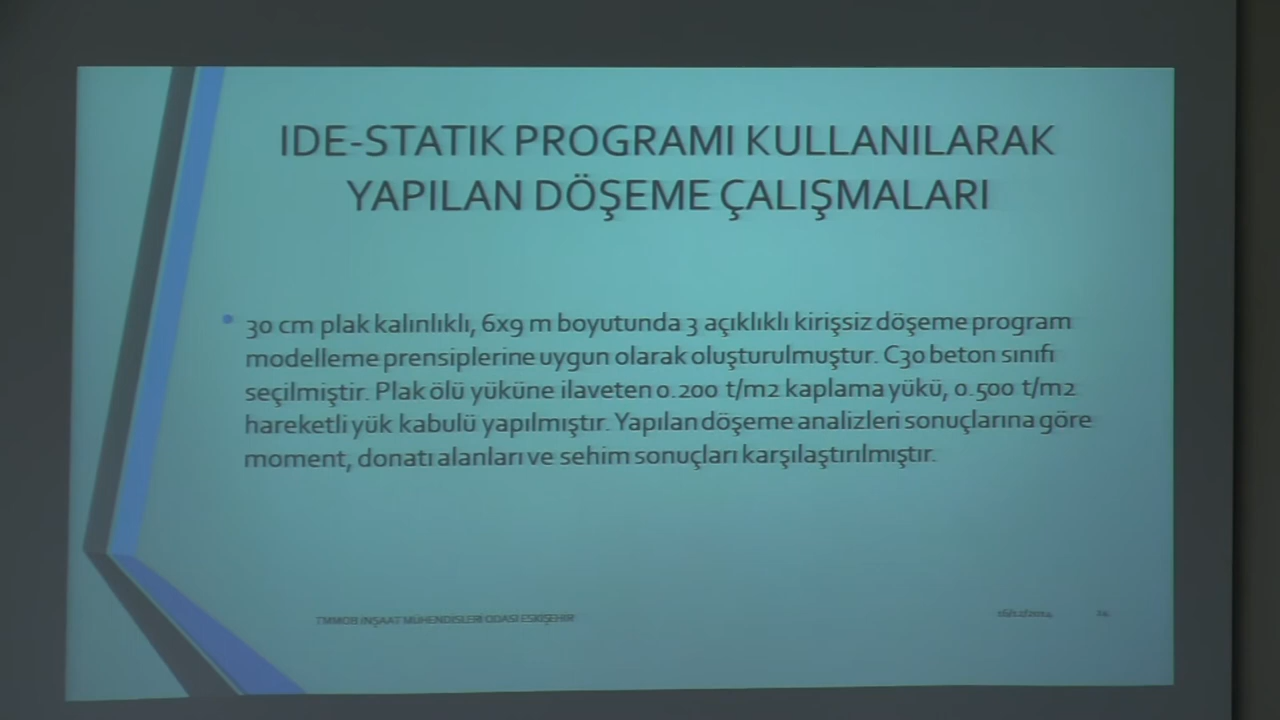 IDE-STATIK PROGRAMI KULLANILARAK
YAPILAN DÖŞEME ÇALIŞMALARI
30 cm plak kalınlıklı, 6x9 m boyutunda 3 açıklıklı kirişsiz döşeme program
modelleme prensiplerine uygun olarak oluşturulmuştur. C30 beton sınıfı
seçilmiştir. Plak ölü yüküne ilaveten 0.200 t/m2 kaplama yükü, 0.500 t/m2
hareketli yük kabulü yapılmıştır. Yapılan döşeme analizleri sonuçlarına göre
moment, donatı alanları ve sehim sonuçları karşılaştırılmıştır.
TMMOB İNŞAAT MÜHENDİSLERİ ODASI ESKİŞEHİR